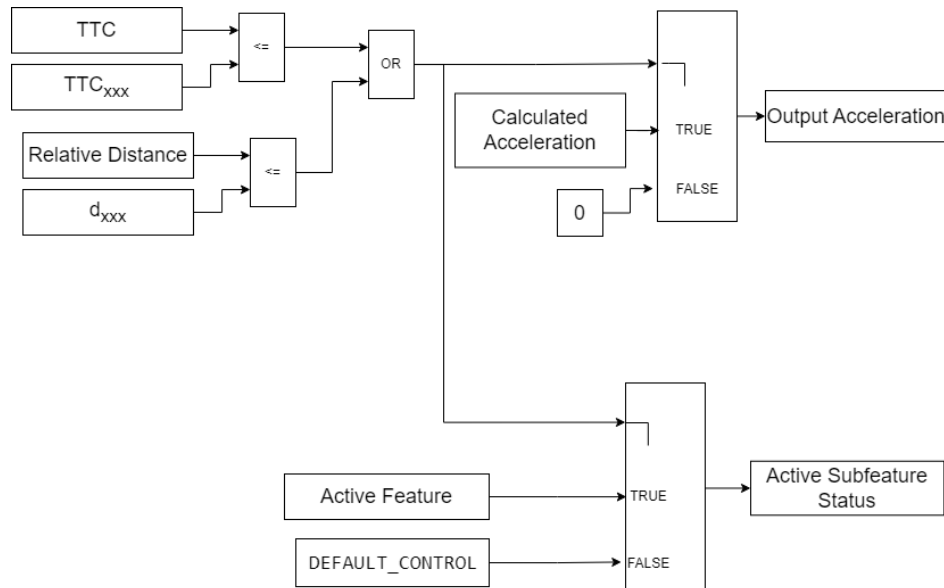 TTC
<=
TTCxxx
OR
Relative Distance
<=
dxxx
Calculated
Acceleration
TRUE
Output Acceleration
0
FALSE
Active Feature
TRUE
Active Subfeature
Status
DEFAULT_CONTROL
FALSE